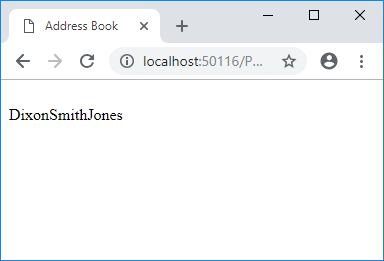 Address Book
localhost:50116/P...
DixonSmithJones